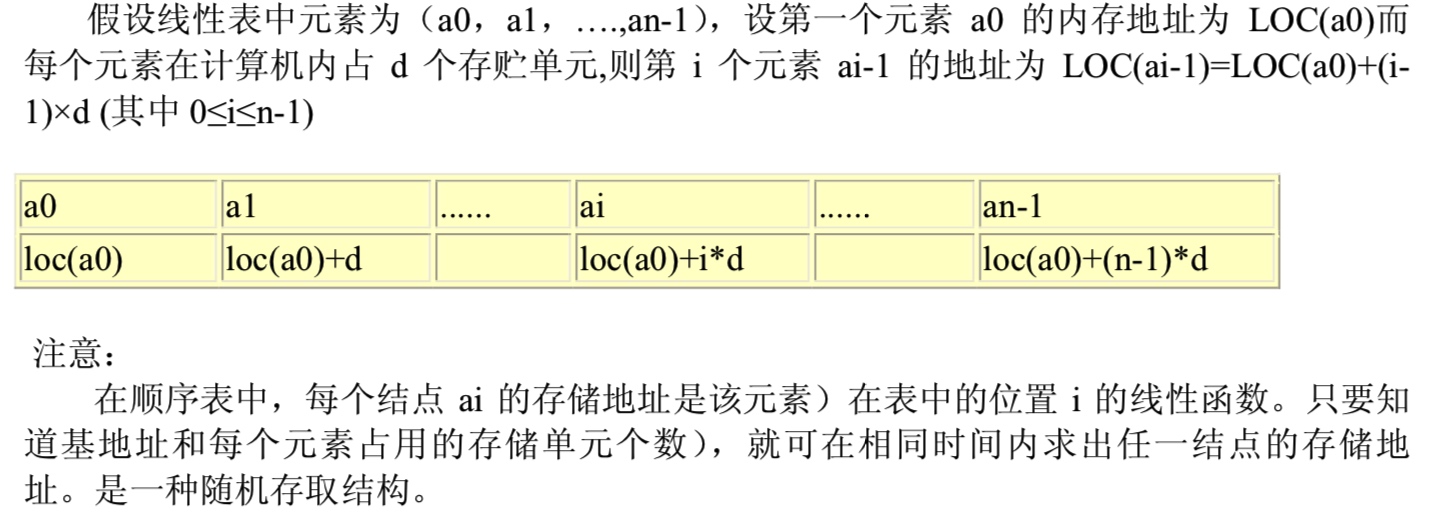 假设线性表中元素为（a0，a1，….,an-1），设第一个元素 a0 的内存地址为 LOC(a0)而
每个元素在计算机内占 d 个存贮单元,则第 i 个元素 ai-1 的地址为 LOC(ai-1)=LOC(a0)+(i-
1)×d (其中 0≤i≤n-1)
a0 a1 ...... ai ...... an-1
loc(a0) loc(a0)+d loc(a0)+i*d loc(a0)+(n-1)*d
注意：
在顺序表中，每个结点 ai 的存储地址是该元素）在表中的位置 i 的线性函数。只要知
道基地址和每个元素占用的存储单元个数），就可在相同时间内求出任一结点的存储地
址。是一种随机存取结构。